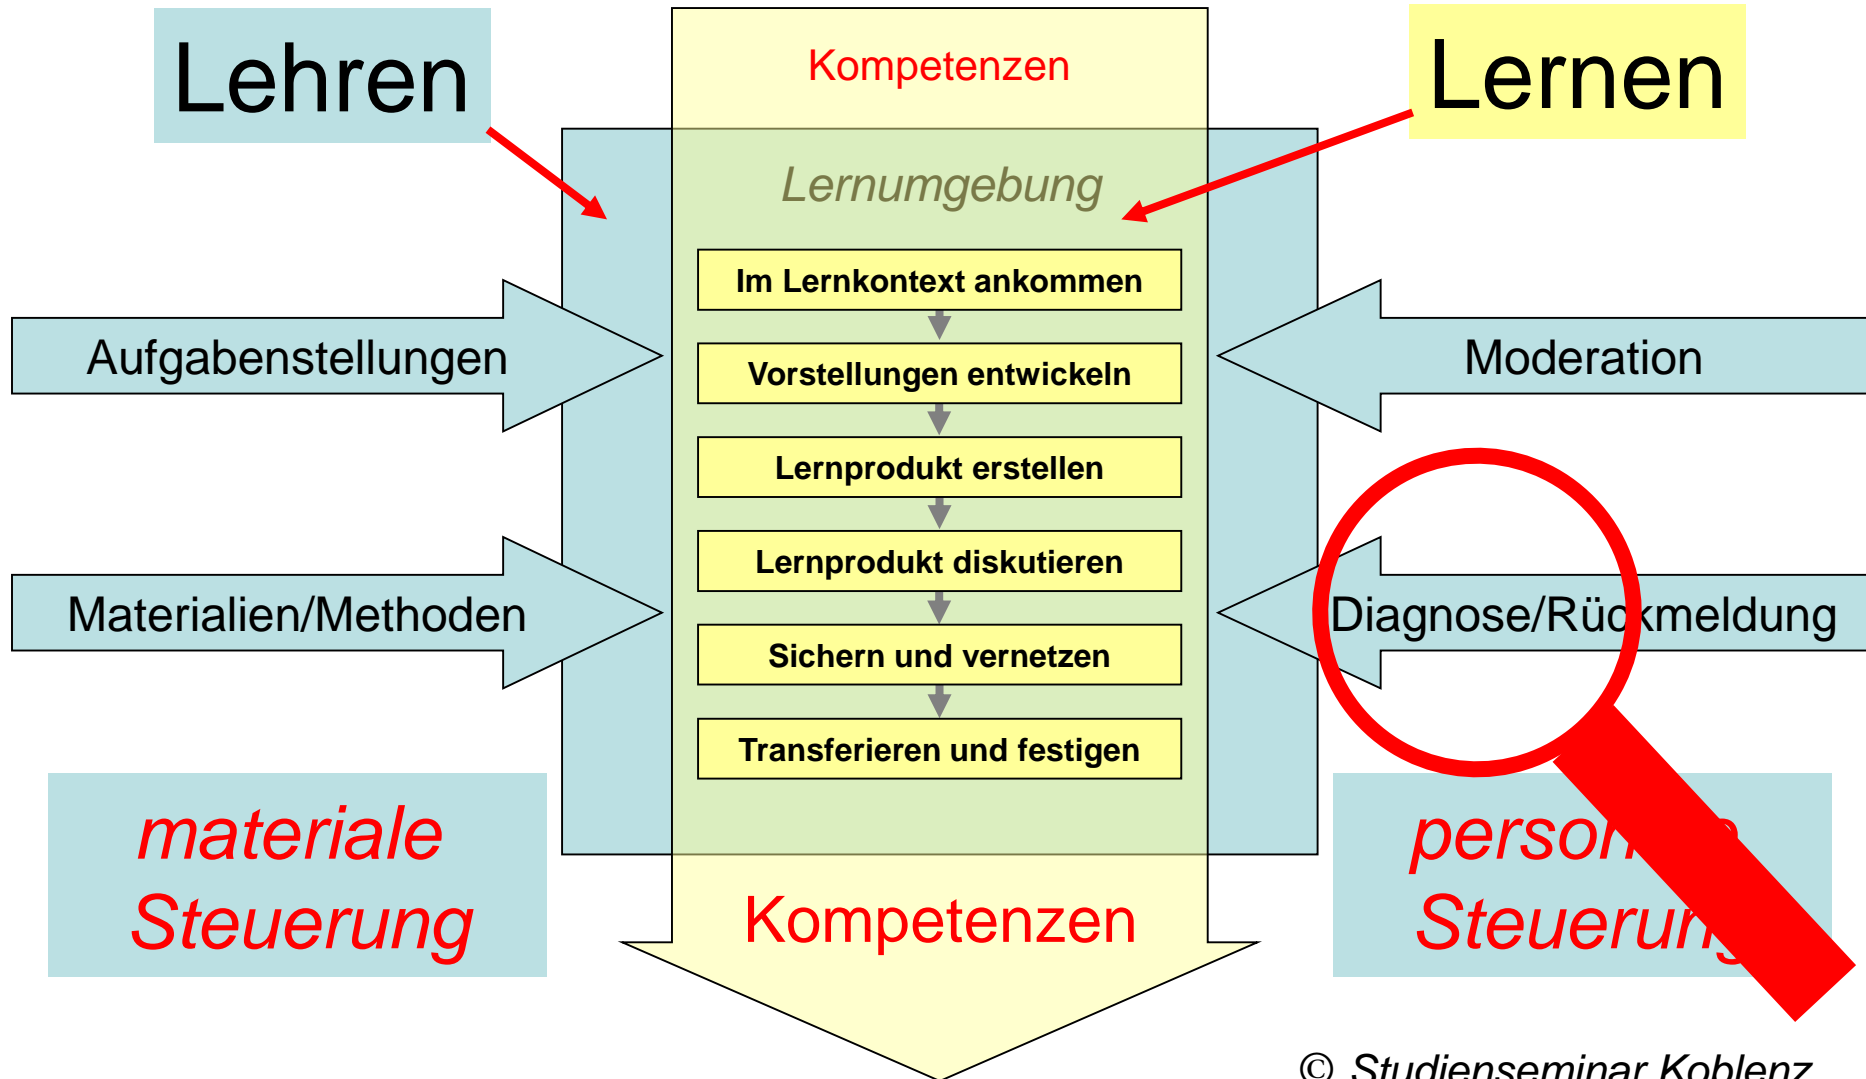 Lehren
Kompetenzen
Lernen
Lernumgebung
Im Lernkontext ankommen
Aufgabenstellungen
Vorstellungen entwickeln
Moderation
Lernprodukt erstellen
Lernprodukt diskutieren
Materialien/Methoden
Diagnose/Rückmeldung
Sichern und vernetzen
Transferieren und festigen
materiale
Steuerung
Kompetenzen
Steuerung
© Studienseminar Koblenz